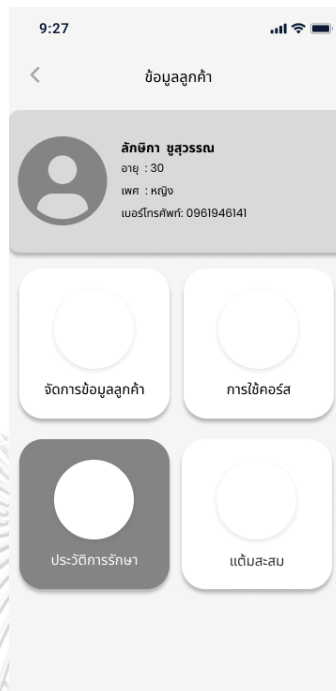 9:27
ข้อมูลลูกค้า
ลักษิกา ชูสุวรรณ
อายุ : 30
เพศ : หญิง
เบอร์โทรศัพท์: 0961946141
จัดการข้อมูลลูกค้า
การใช้คอร์ส
ประวัติการรักษา
แต้มสะสม